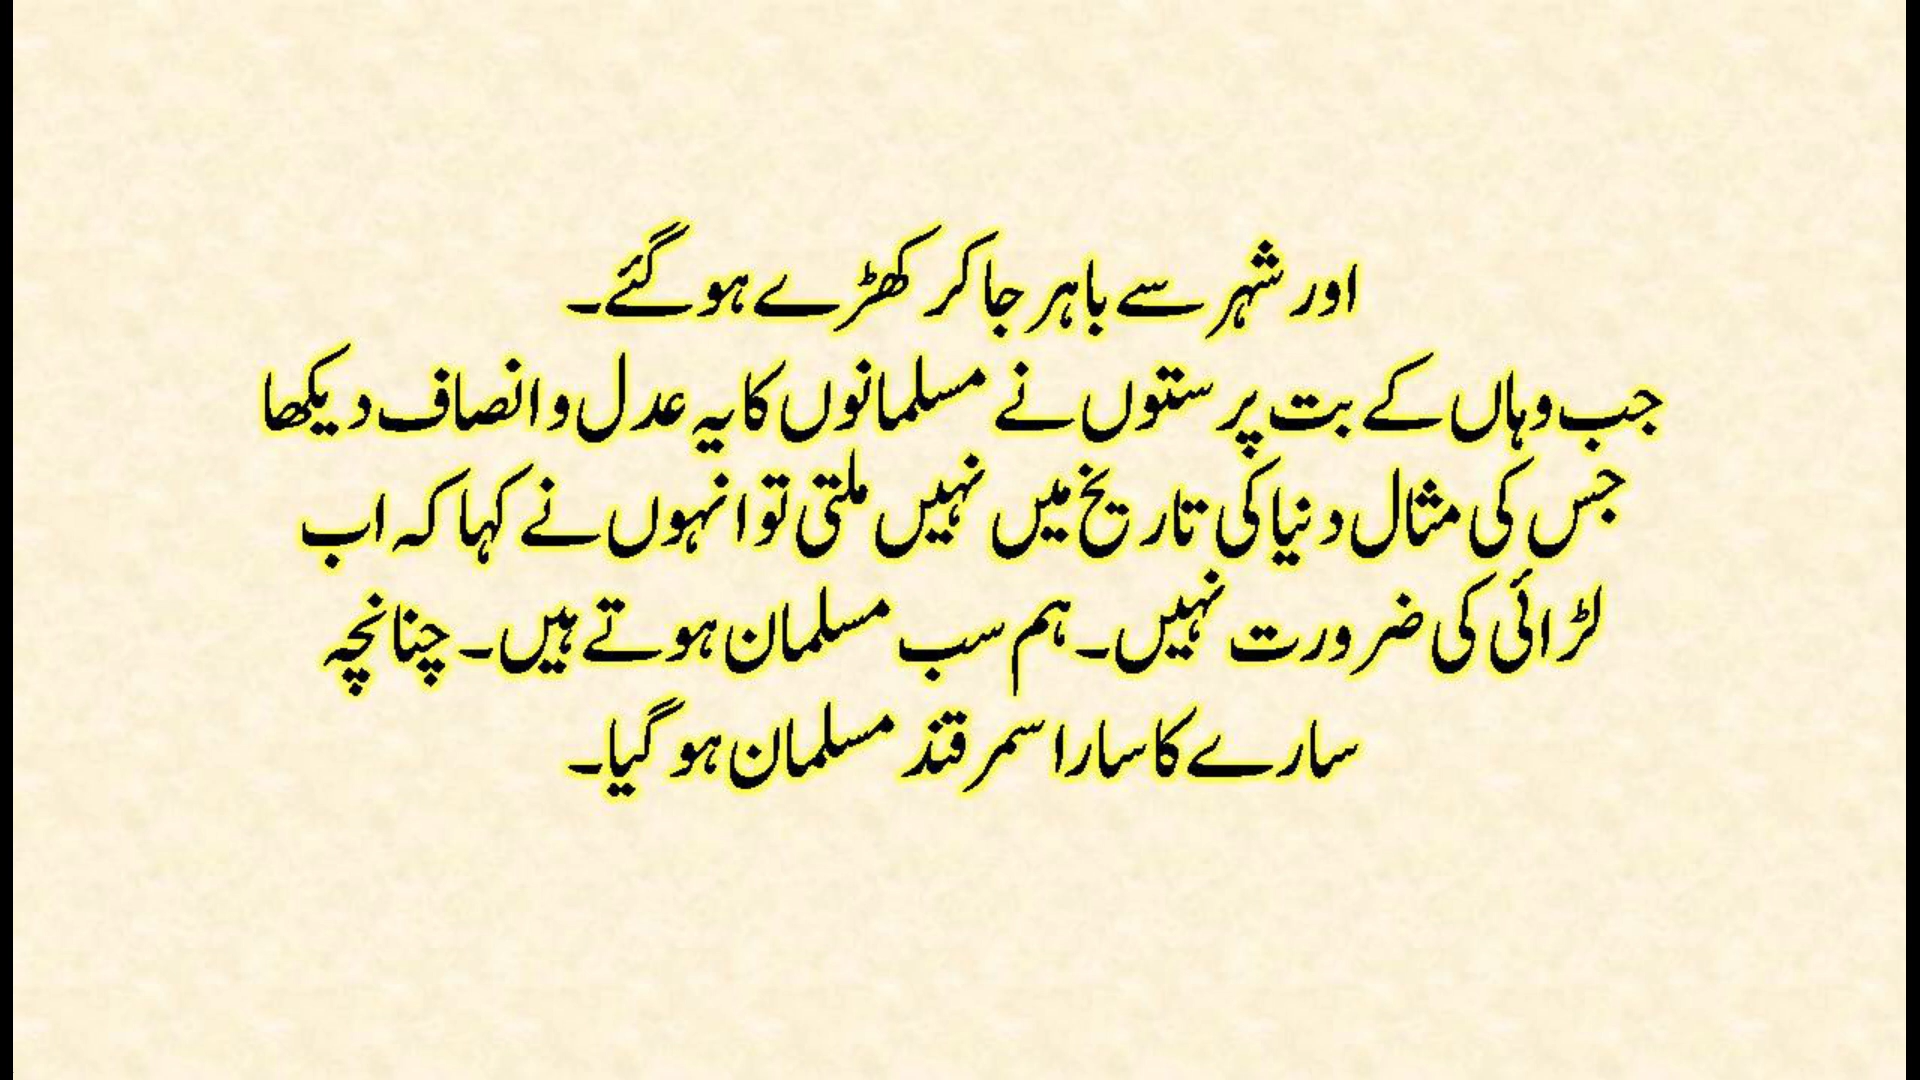 اور شہر سے باہر جا کر کھڑے ہو گئے۔
جب وہاں کے بت پرستوں نے مسلمانوں کا یہ عدل و انصاف دیکھا
جس کی مثال دنیا کی تاریخ میں نہیں ملتی تو انہوں نے کہا کہ اب
لڑائی کی ضرورت نہیں۔ ہم سب مسلمان ہوتے ہیں۔ چنانچہ
سارے کا سارا سمرقند مسلمان ہو گیا۔